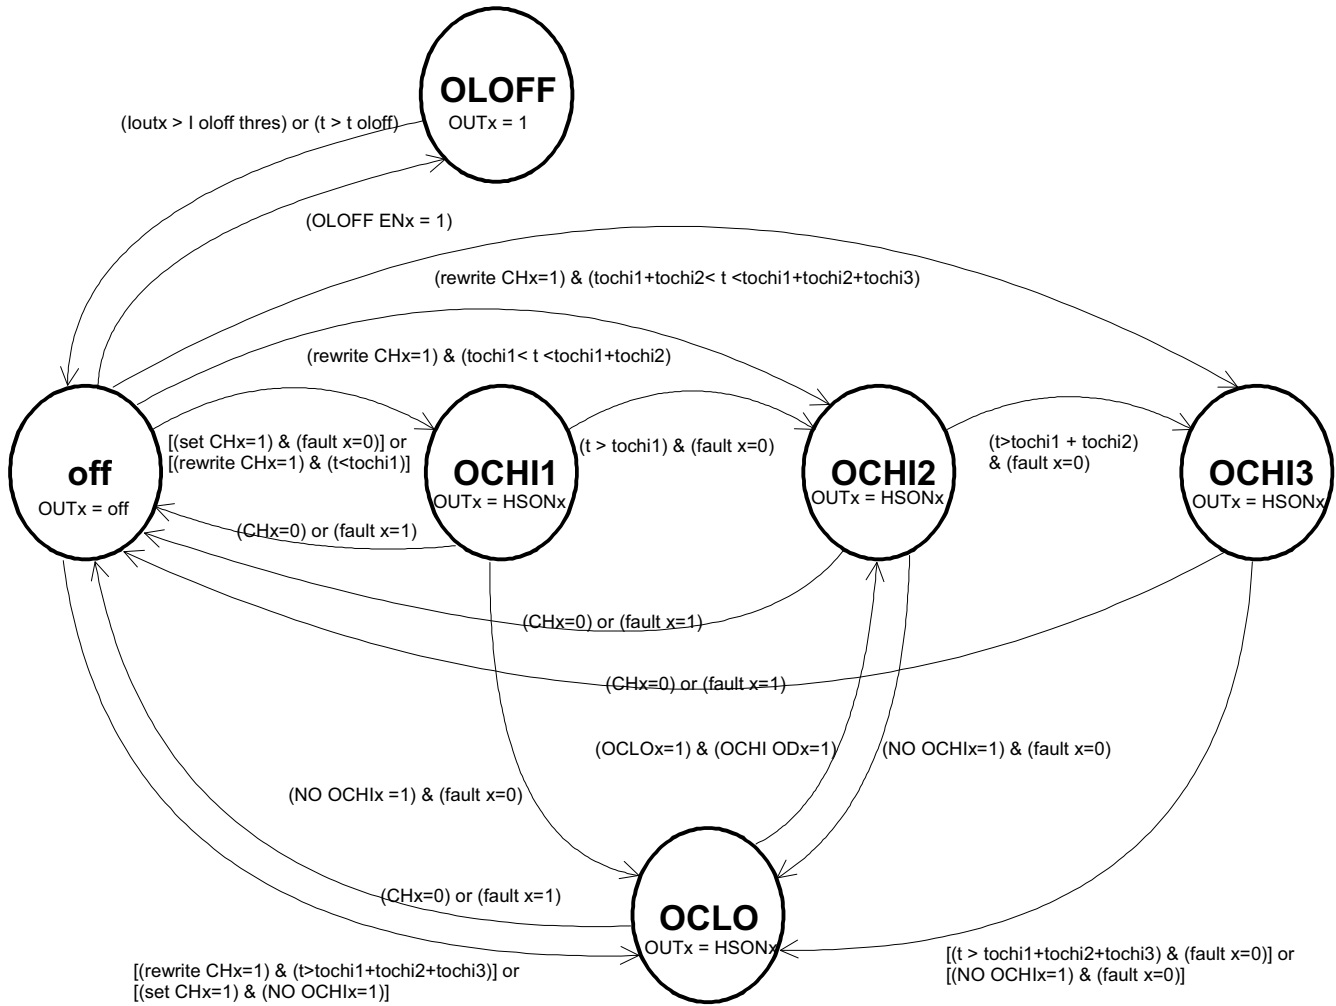 OLOFF
OUTx = 1
(Ioutx > I oloff thres) or (t > t oloff)
(OLOFF ENx = 1)
(rewrite CHx=1) & (tochi1+tochi2< t <tochi1+tochi2+tochi3)
(rewrite CHx=1) & (tochi1< t <tochi1+tochi2)
[(set CHx=1) & (fault x=0)] or
[(rewrite CHx=1) & (t<tochi1)]
(t > tochi1) & (fault x=0)
(t>tochi1 + tochi2)
& (fault x=0)
off
OUTx = off
OCHI1
OUTx = HSONx
OCHI2
OUTx = HSONx
OCHI3
OUTx = HSONx
(CHx=0) or (fault x=1)
(CHx=0) or (fault x=1)
(CHx=0) or (fault x=1)
(OCLOx=1) & (OCHI ODx=1)
(NO OCHIx=1) & (fault x=0)
(NO OCHIx =1) & (fault x=0)
(CHx=0) or (fault x=1)
OCLO
OUTx = HSONx
[(t > tochi1+tochi2+tochi3) & (fault x=0)] or
[(NO OCHIx=1) & (fault x=0)]
[(rewrite CHx=1) & (t>tochi1+tochi2+tochi3)] or
[(set CHx=1) & (NO OCHIx=1)]